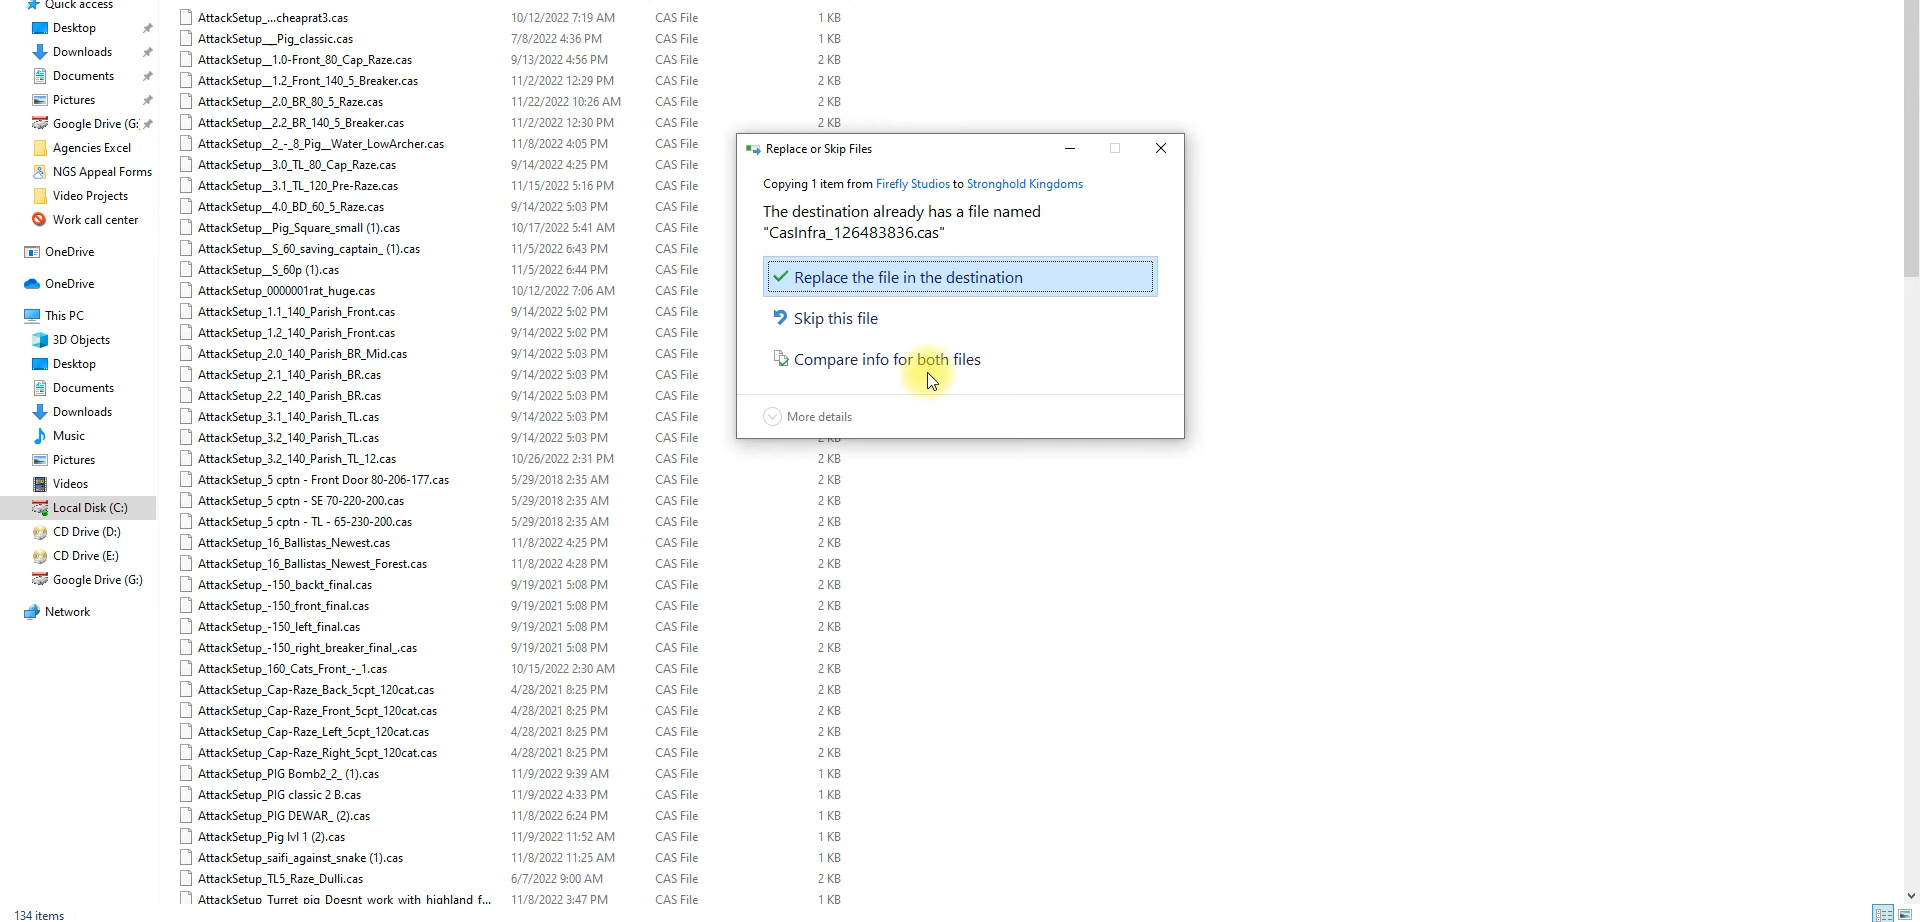 Quick access
Desktop
Downloads
Documents
Pictures
Google Drive (G:
Agencies Excel
NGS Appeal Forms
Video Projects
Work call center
OneDrive
OneDrive
This PC
3D Objects
Desktop
Documents
Downloads
Music
Pictures
Videos
Local Disk (C:)
CD Drive (D:)
CD Drive (E:)
Google Drive (G:)
Network
134 items
AttackSetup_...cheaprat3.cas 10/12/2022 7:19 AM CAS File 1 KB
AttackSetup__Pig_classic.cas 7/8/2022 4:36 PM CAS File 1 KB
AttackSetup__1.0-Front_80_Cap_Raze.cas 9/13/2022 4:56 PM CAS File 2 KB
AttackSetup__1.2_Front_140_5_Breaker.cas 11/2/2022 12:29 PM CAS File 2 KB
AttackSetup__2.0_BR_80_5_Raze.cas 11/22/2022 10:26 AM CAS File 2 KB
AttackSetup__2.2_BR_140_5_Breaker.cas 11/2/2022 12:30 PM CAS File 2 KB
AttackSetup__2_-_8_Pig__Water_LowArcher.cas 11/8/2022 4:05 PM CAS File
AttackSetup__3.0_TL_80_Cap_Raze.cas 9/14/2022 4:25 PM CAS File
AttackSetup__3.1_TL_120_Pre-Raze.cas 11/15/2022 5:16 PM CAS File
AttackSetup__4.0_BD_60_5_Raze.cas 9/14/2022 5:03 PM CAS File
AttackSetup__Pig_Square_small (1).cas 10/17/2022 5:41 AM CAS File
AttackSetup__S_60_saving_captain_ (1).cas 11/5/2022 6:43 PM CAS File
AttackSetup__S_60p (1).cas 11/5/2022 6:44 PM CAS File
AttackSetup_0000001rat_huge.cas 10/12/2022 7:06 AM CAS File
AttackSetup_1.1_140_Parish_Front.cas 9/14/2022 5:02 PM CAS File
AttackSetup_1.2_140_Parish_Front.cas 9/14/2022 5:02 PM CAS File
AttackSetup_2.0_140_Parish_BR_Mid.cas 9/14/2022 5:03 PM CAS File
AttackSetup_2.1_140_Parish_BR.cas 9/14/2022 5:03 PM CAS File
AttackSetup_2.2_140_Parish_BR.cas 9/14/2022 5:03 PM CAS File
AttackSetup_3.1_140_Parish_TL.cas 9/14/2022 5:03 PM CAS File
AttackSetup_3.2_140_Parish_TL.cas 9/14/2022 5:03 PM CAS File 2 KB
AttackSetup_3.2_140_Parish_TL_12.cas 10/26/2022 2:31 PM CAS File 2 KB
AttackSetup_5 cptn - Front Door 80-206-177.cas 5/29/2018 2:35 AM CAS File 2 KB
AttackSetup_5 cptn - SE 70-220-200.cas 5/29/2018 2:35 AM CAS File 2 KB
AttackSetup_5 cptn - TL - 65-230-200.cas 5/29/2018 2:35 AM CAS File 2 KB
AttackSetup_16_Ballistas_Newest.cas 11/8/2022 4:25 PM CAS File 2 KB
AttackSetup_16_Ballistas_Newest_Forest.cas 11/8/2022 4:28 PM CAS File 2 KB
AttackSetup_-150_backt_final.cas 9/19/2021 5:08 PM CAS File 2 KB
AttackSetup_-150_front_final.cas 9/19/2021 5:08 PM CAS File 2 KB
AttackSetup_-150_left_final.cas 9/19/2021 5:08 PM CAS File 2 KB
AttackSetup_-150_right_breaker_final_.cas 9/19/2021 5:08 PM CAS File 2 KB
AttackSetup_160_Cats_Front_-_1.cas 10/15/2022 2:30 AM CAS File 2 KB
AttackSetup_Cap-Raze_Back_5cpt_120cat.cas 4/28/2021 8:25 PM CAS File 2 KB
AttackSetup_Cap-Raze_Front_5cpt_120cat.cas 4/28/2021 8:25 PM CAS File 2 KB
AttackSetup_Cap-Raze_Left_5cpt_120cat.cas 4/28/2021 8:25 PM CAS File 2 KB
AttackSetup_Cap-Raze_Right_5cpt_120cat.cas 4/28/2021 8:25 PM CAS File 2 KB
AttackSetup_PIG Bomb2_2_ (1).cas 11/9/2022 9:39 AM CAS File 1 KB
AttackSetup_PIG classic 2 B.cas 11/9/2022 4:33 PM CAS File 1 KB
AttackSetup_PIG DEWAR_ (2).cas 11/8/2022 6:24 PM CAS File 1 KB
AttackSetup_Pig lvl 1 (2).cas 11/9/2022 11:52 AM CAS File 1 KB
AttackSetup_saifi_against_snake (1).cas 11/8/2022 11:25 AM CAS File 1 KB
AttackSetup_TL5_Raze_Dulli.cas 6/7/2022 9:00 AM CAS File 2 KB
AttackSetup_Turret_pig_Doesnt_work_with_highland_f... 11/8/2022 3:47 PM CAS File 1 KB
Replace or Skip Files
Copying 1 item from Firefly Studios to Stronghold Kingdoms
The destination already has a file named
"CasInfra_126483836.cas"
Replace the file in the destination
Skip this file
Compare info for both files
More details